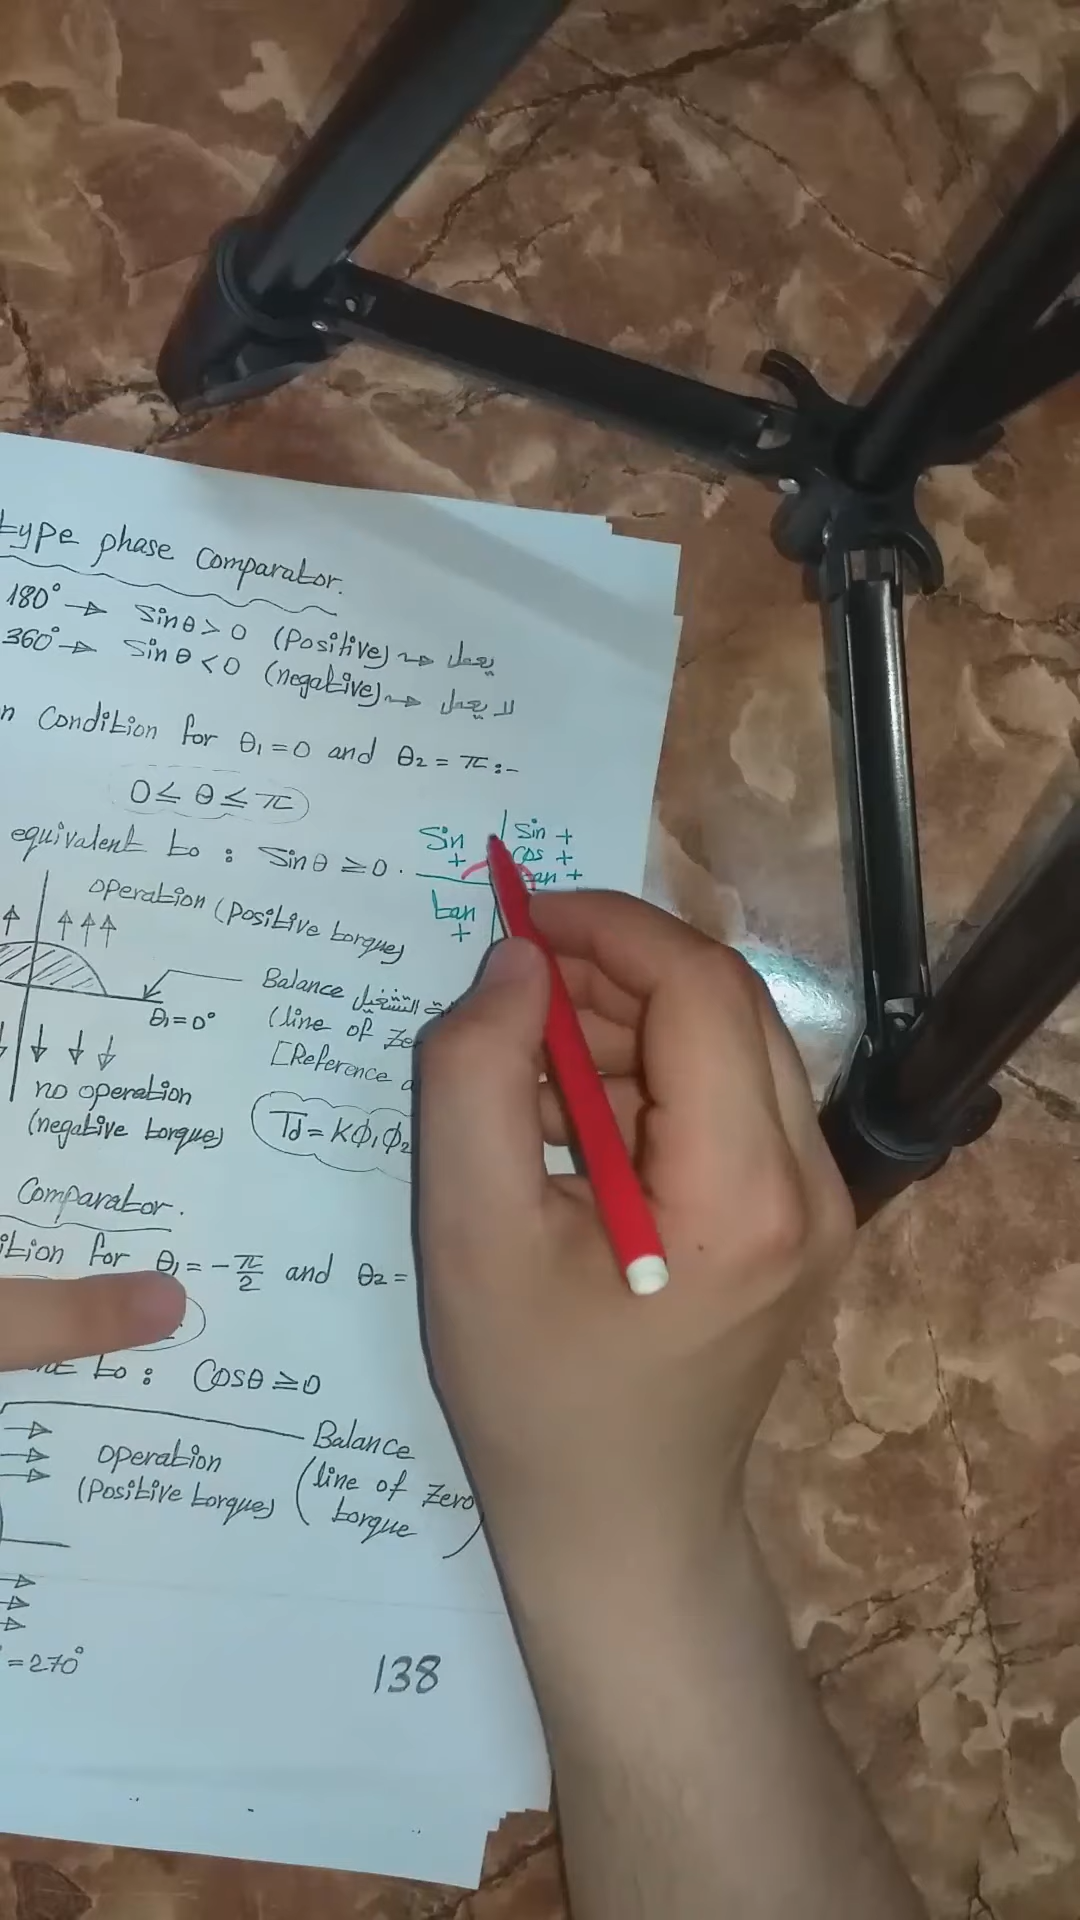 type phase Comparator.
180° → Sinθ > 0 (Positive) → يعمل
360° → Sinθ < 0 (negative) → لا يعمل
n Condition for θ1 = 0 and θ2 = π :-
0 ≤ θ ≤ π
equivalent to : Sinθ ≥ 0 .
Sin +
Sin +
Cos +
tan +
tan +
operation (Positive torque)
Balance
θ1 = 0°
(line of
[Reference
no operation
(negative torque)
Td = Kϕ1ϕ2
Comparator.
ition for θ1 = -π/2 and θ2 =
to : Cosθ ≥ 0
operation
(Positive torque)
Balance
(line of Zero
torque)
= 270°
138